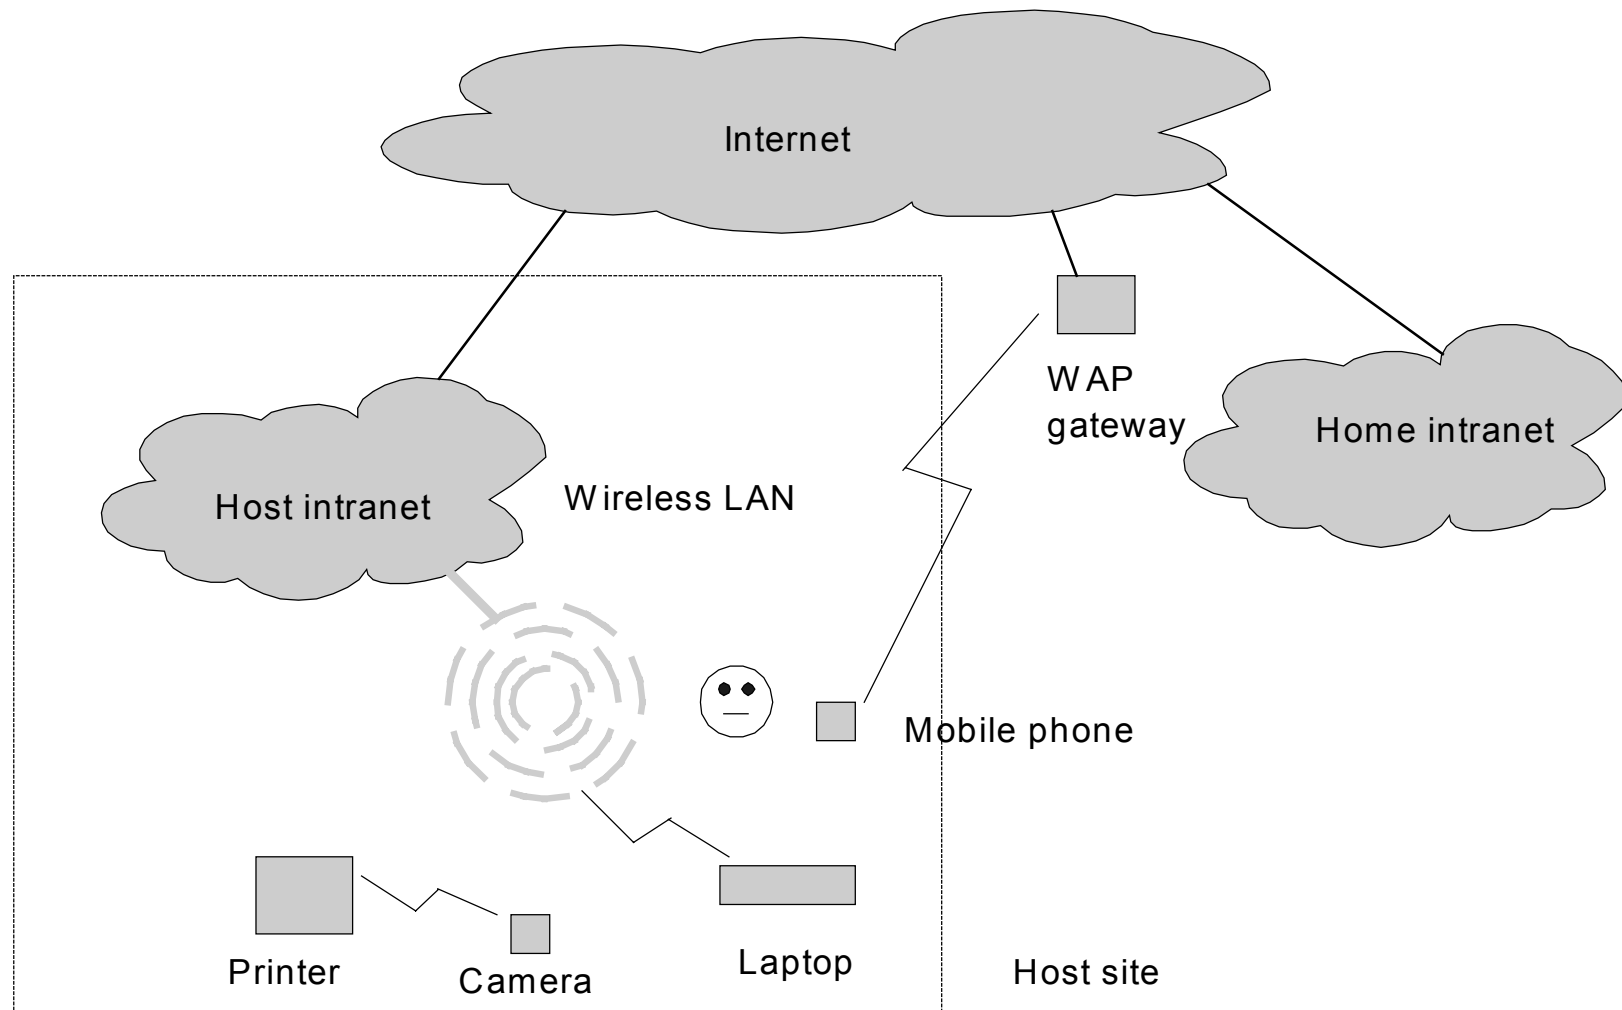 Internet
WAP
gateway
Home intranet
Host intranet
Wireless LAN
Mobile phone
Printer
Camera
Laptop
Host site